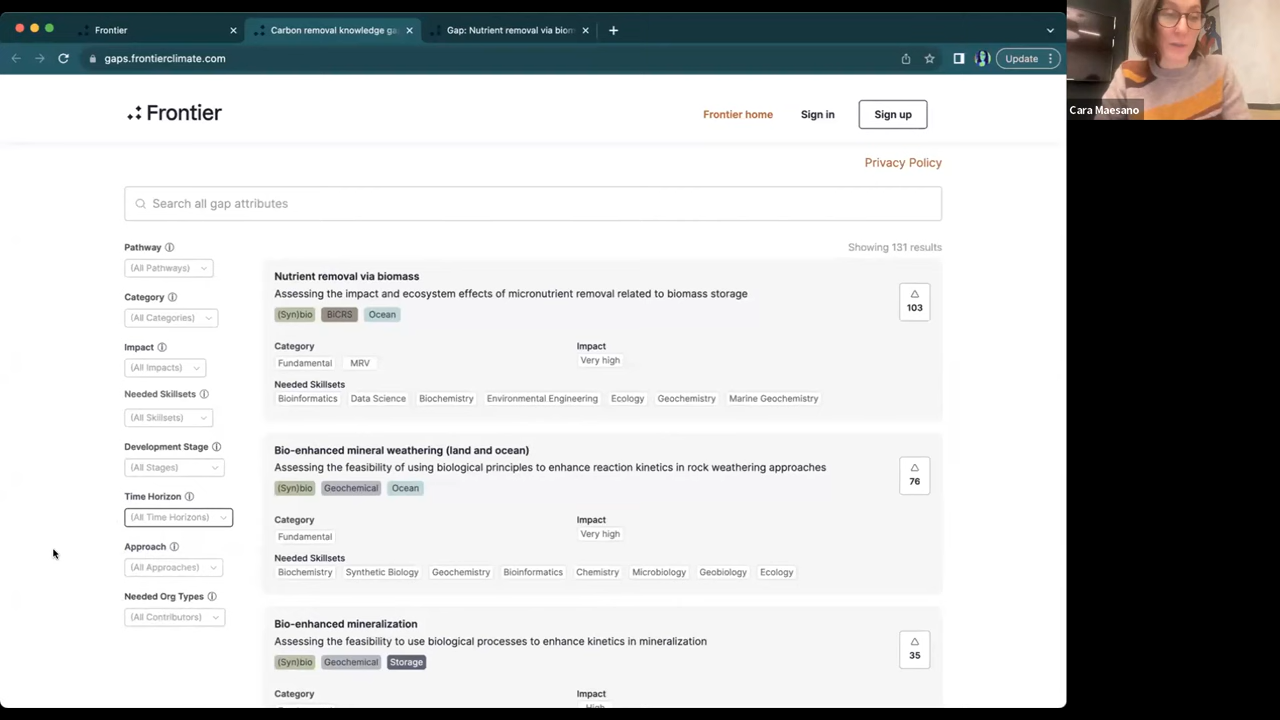 Frontier
Carbon removal knowledge ga
Gap: Nutrient removal via biom
gaps.frontierclimate.com
Update
Cara Maesano
Frontier
Frontier home
Sign in
Sign up
Privacy Policy
Search all gap attributes
Showing 131 results
Pathway
(All Pathways)
Category
(All Categories)
Impact
(All Impacts)
Needed Skillsets
(All Skillsets)
Development Stage
(All Stages)
Time Horizon
(All Time Horizons)
Approach
(All Approaches)
Needed Org Types
(All Contributors)
Nutrient removal via biomass
Assessing the impact and ecosystem effects of micronutrient removal related to biomass storage
103
(Syn)bio BiCRS Ocean
Category Impact
Fundamental MRV Very high
Needed Skillsets
Bioinformatics Data Science Biochemistry Environmental Engineering Ecology Geochemistry Marine Geochemistry
Bio-enhanced mineral weathering (land and ocean)
Assessing the feasibility of using biological principles to enhance reaction kinetics in rock weathering approaches
76
(Syn)bio Geochemical Ocean
Category Impact
Fundamental Very high
Needed Skillsets
Biochemistry Synthetic Biology Geochemistry Bioinformatics Chemistry Microbiology Geobiology Ecology
Bio-enhanced mineralization
Assessing the feasibility to use biological processes to enhance kinetics in mineralization
35
(Syn)bio Geochemical Storage
Category Impact
High